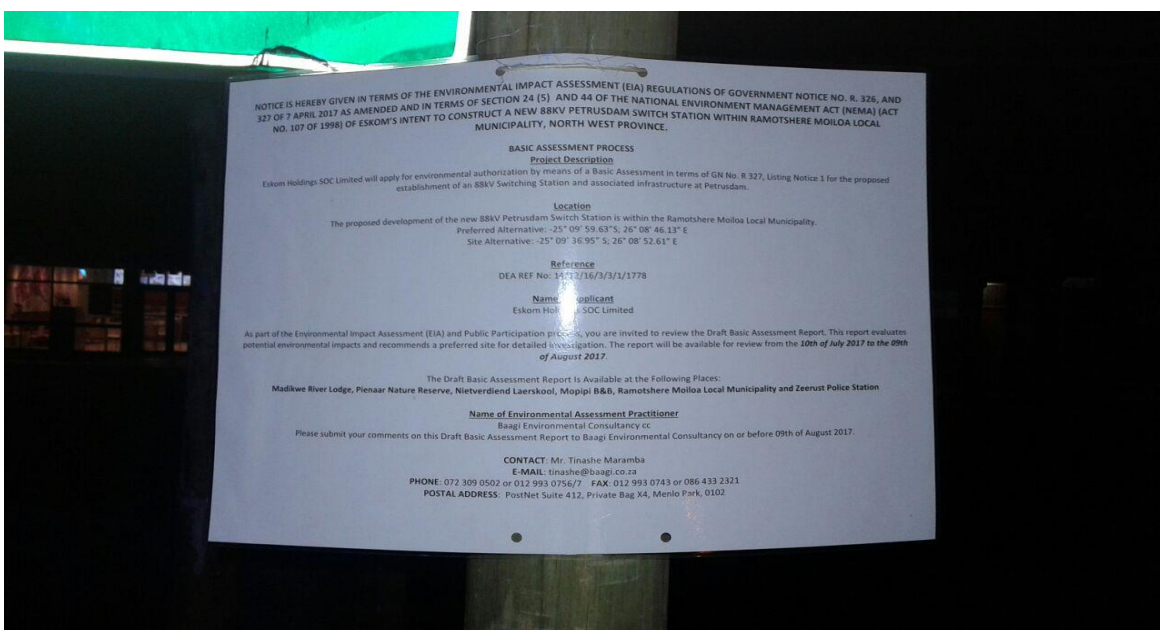 NOTICE IS HEREBY GIVEN IN TERMS OF THE ENVIRONMENTAL IMPACT ASSESSMENT (EIA) REGULATIONS OF GOVERNMENT NOTICE NO. R. 326, AND
327 OF 7 APRIL 2017 AS AMENDED AND IN TERMS OF SECTION 24 (5) AND 44 OF THE NATIONAL ENVIRONMENT MANAGEMENT ACT (NEMA) (ACT
NO. 107 OF 1998) OF ESKOM'S INTENT TO CONSTRUCT A NEW 88KV PETRUSDAM SWITCH STATION WITHIN RAMOTSHERE MOILOA LOCAL
MUNICIPALITY, NORTH WEST PROVINCE.
BASIC ASSESSMENT PROCESS
Project Description
Eskom Holdings SOC Limited will apply for environmental authorization by means of a Basic Assessment in terms of GN No. R 327, Listing Notice 1 for the proposed
establishment of an 88kV Switching Station and associated infrastructure at Petrusdam.
Location
The proposed development of the new 88kV Petrusdam Switch Station is within the Ramotshere Moiloa Local Municipality.
Preferred Alternative: -25° 09' 59.63"S; 26° 08' 46.13" E
Site Alternative: -25° 09' 36.95" S; 26° 08' 52.61" E
Reference
DEA REF No: 14/12/16/3/3/1/1778
Name Applicant
Eskom Holdings SOC Limited
As part of the Environmental Impact Assessment (EIA) and Public Participation process, you are invited to review the Draft Basic Assessment Report. This report evaluates
potential environmental impacts and recommends a preferred site for detailed investigation. The report will be available for review from the 10th of July 2017 to the 09th
of August 2017.
The Draft Basic Assessment Report Is Available at the Following Places:
Madikwe River Lodge, Pienaar Nature Reserve, Nietverdiend Laerskool, Mopipi B&B, Ramotshere Moiloa Local Municipality and Zeerust Police Station
Name of Environmental Assessment Practitioner
Baagi Environmental Consultancy cc
Please submit your comments on this Draft Basic Assessment Report to Baagi Environmental Consultancy on or before 09th of August 2017.
CONTACT: Mr. Tinashe Maramba
E-MAIL: tinashe@baagi.co.za
PHONE: 072 309 0502 or 012 993 0756/7 FAX: 012 993 0743 or 086 433 2321
POSTAL ADDRESS: PostNet Suite 412, Private Bag X4, Menlo Park, 0102